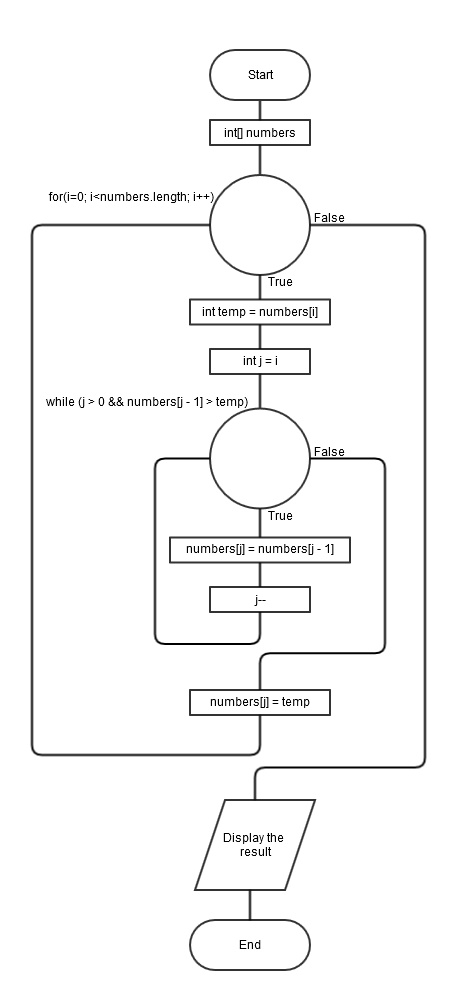 Start
int[] numbers
for(i=0; i<numbers.length; i++)
False
True
int temp = numbers[i]
int j = i
while (j > 0 && numbers[j - 1] > temp)
False
True
numbers[j] = numbers[j - 1]
j--
numbers[j] = temp
Display the
result
End